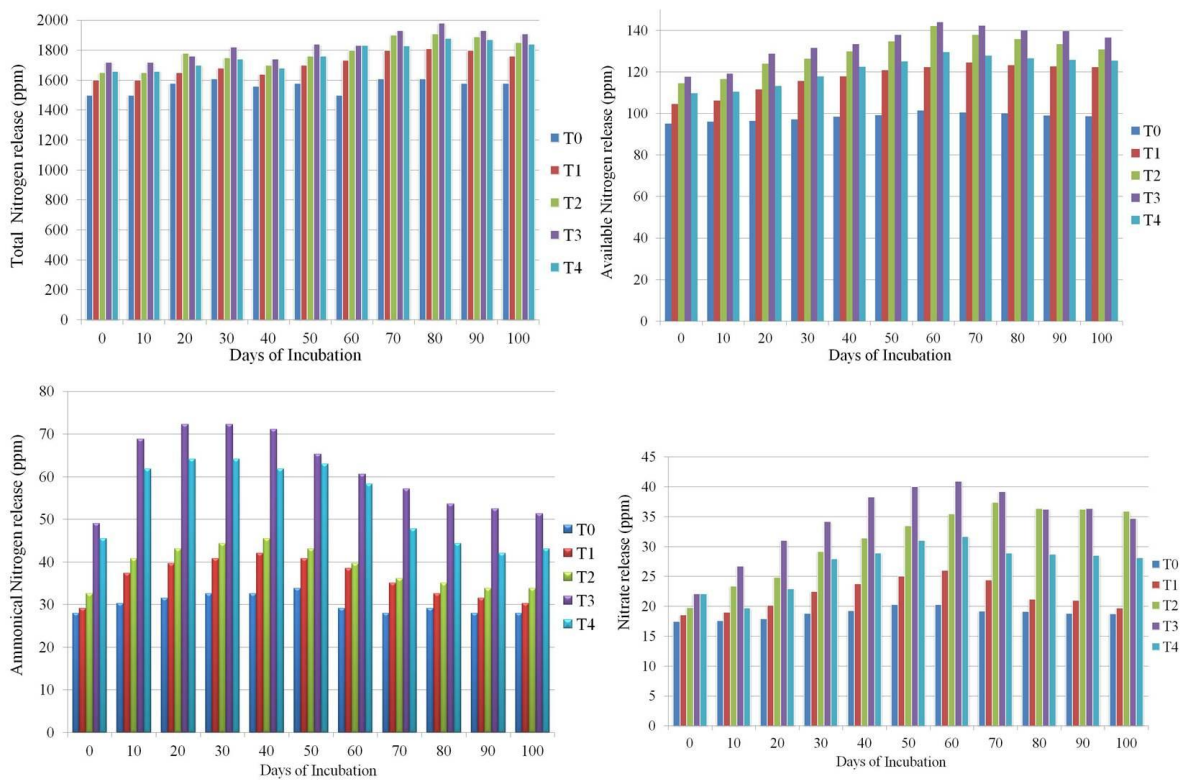 Total Nitrogen release (ppm)
2000
1800
1600
1400
1200
1000
800
600
400
200
0
0 10 20 30 40 50 60 70 80 90 100
Days of Incubation
T0
T1
T2
T3
T4
Available Nitrogen release (ppm)
140
120
100
80
60
40
20
0
0 10 20 30 40 50 60 70 80 90 100
Days of Incubation
T0
T1
T2
T3
T4
Ammonical Nitrogen release (ppm)
80
70
60
50
40
30
20
10
0
0 10 20 30 40 50 60 70 80 90 100
Days of Incubation
T0
T1
T2
T3
T4
Nitrate release (ppm)
45
40
35
30
25
20
15
10
5
0
0 10 20 30 40 50 60 70 80 90 100
Days of Incubation
T0
T1
T2
T3
T4